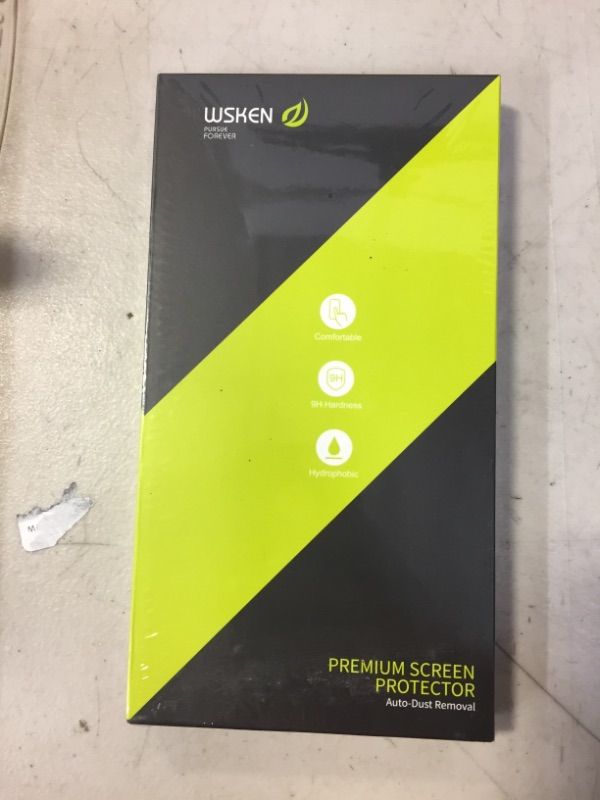 WSKEN
PURSUE
FOREVER
Comfortable
9H
9H Hardness
Hydrophobic
M
PREMIUM SCREEN
PROTECTOR
Auto-Dust Removal